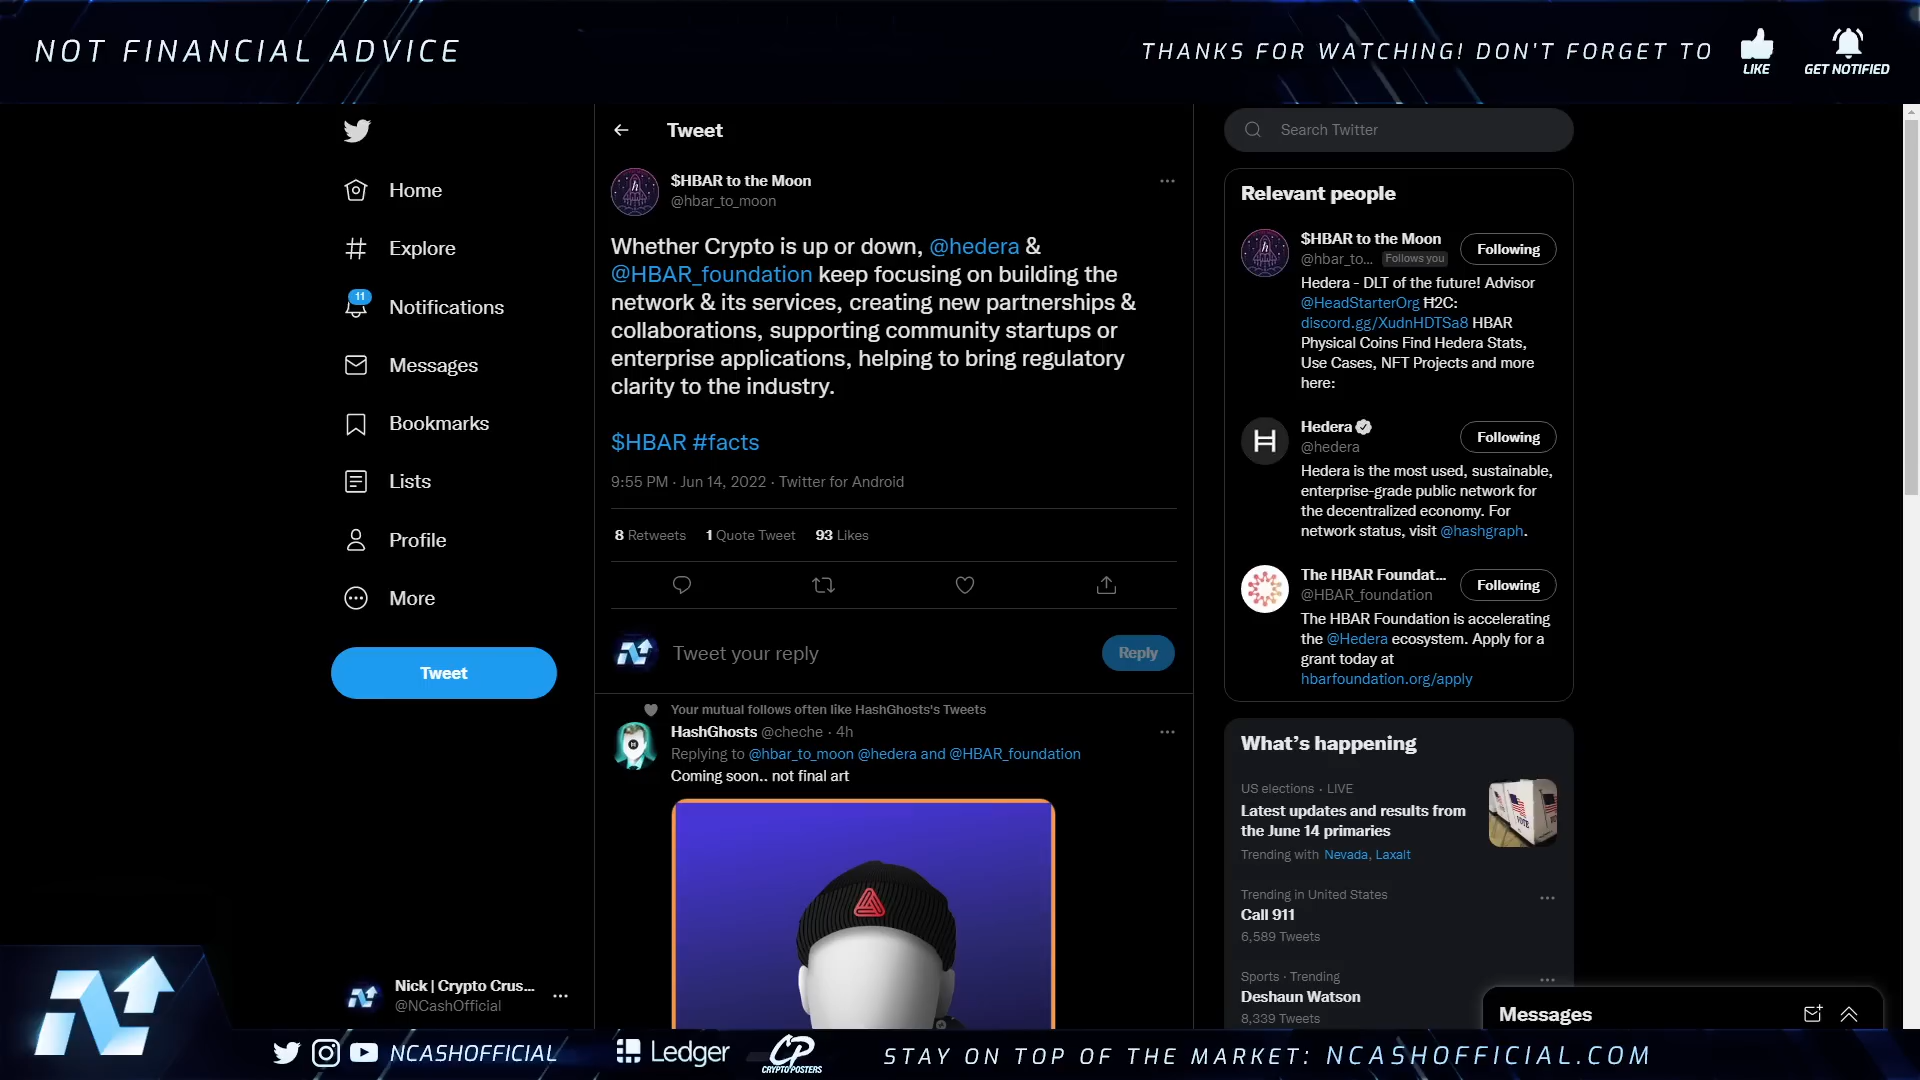 NOT FINANCIAL ADVICE
THANKS FOR WATCHING! DON'T FORGET TO
LIKE
GET NOTIFIED
Home
Explore
11
Notifications
Messages
Bookmarks
Lists
Profile
More
Tweet
Nick | Crypto Crus...
@NCashOfficial
Tweet
$HBAR to the Moon
@hbar_to_moon
Whether Crypto is up or down, @hedera &
@HBAR_foundation keep focusing on building the
network & its services, creating new partnerships &
collaborations, supporting community startups or
enterprise applications, helping to bring regulatory
clarity to the industry.
$HBAR #facts
9:55 PM · Jun 14, 2022 · Twitter for Android
8 Retweets 1 Quote Tweet 93 Likes
Tweet your reply
Reply
Your mutual follows often like HashGhosts's Tweets
HashGhosts @cheche · 4h
Replying to @hbar_to_moon @hedera and @HBAR_foundation
Coming soon.. not final art
Search Twitter
Relevant people
$HBAR to the Moon
@hbar_to... Follows you
Following
Hedera - DLT of the future! Advisor
@HeadStarterOrg Ħ2C:
discord.gg/XudnHDTSa8 HBAR
Physical Coins Find Hedera Stats,
Use Cases, NFT Projects and more
here:
Hedera
@hedera
Following
Hedera is the most used, sustainable,
enterprise-grade public network for
the decentralized economy. For
network status, visit @hashgraph.
The HBAR Foundat...
@HBAR_foundation
Following
The HBAR Foundation is accelerating
the @Hedera ecosystem. Apply for a
grant today at
hbarfoundation.org/apply
What's happening
US elections · LIVE
Latest updates and results from
the June 14 primaries
Trending with Nevada, Laxalt
VOTE
Trending in United States
Call 911
6,589 Tweets
Sports · Trending
Deshaun Watson
8,339 Tweets
Messages
NCASHOFFICIAL
Ledger
CP
CRYPTOPOSTERS
STAY ON TOP OF THE MARKET: NCASHOFFICIAL.COM